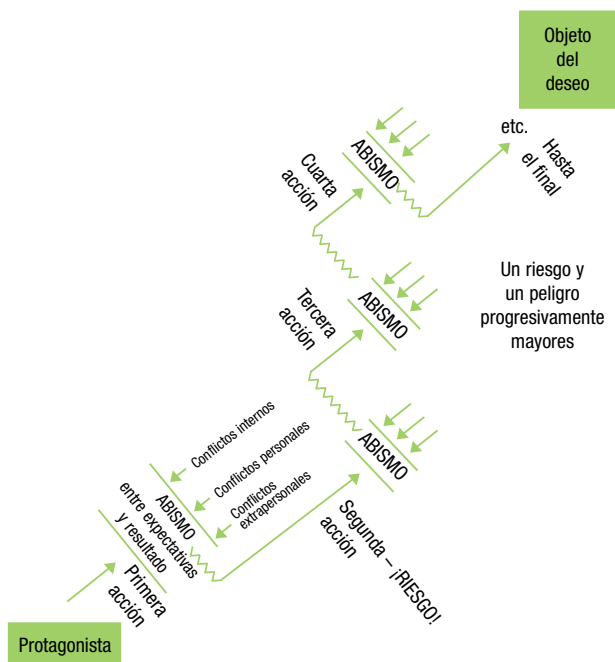 Objeto
del
deseo
etc.
Hasta
el final
ABISMO
Cuarta
acción
Un riesgo y
un peligro
progresivamente
mayores
ABISMO
Tercera
acción
ABISMO
Segunda – ¡RIESGO!
acción
Conflictos internos
Conflictos personales
Conflictos
extrapersonales
ABISMO
entre expectativas
y resultado
Primera
acción
Protagonista